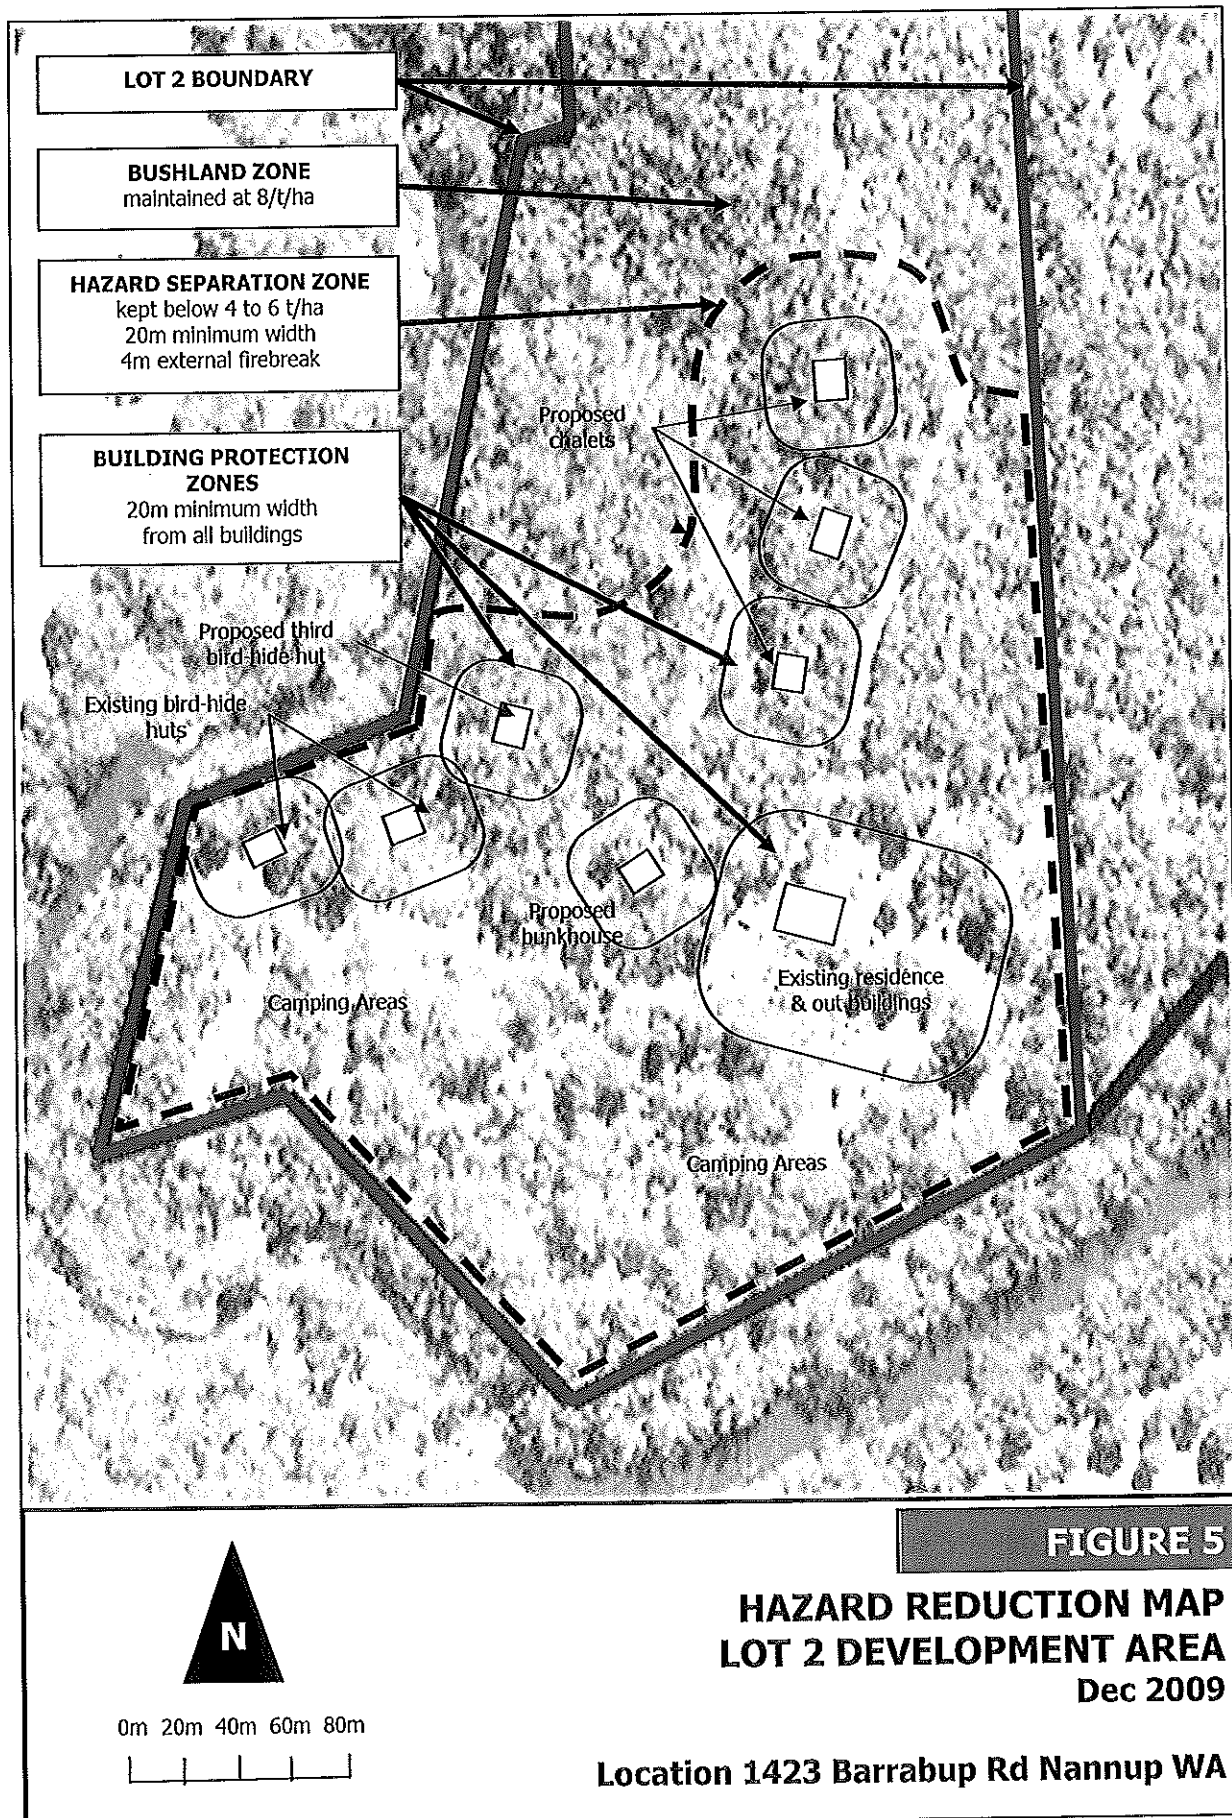 LOT 2 BOUNDARY
BUSHLAND ZONE
maintained at 8/t/ha
HAZARD SEPARATION ZONE
kept below 4 to 6 t/ha
20m minimum width
4m external firebreak
BUILDING PROTECTION
ZONES
20m minimum width
from all buildings
Proposed
chalets
Proposed third
bird-hide hut
Existing bird-hide
huts
Proposed
bunkhouse
Existing residence
& out-buildings
Camping Areas
Camping Areas
N
0m 20m 40m 60m 80m
FIGURE 5
HAZARD REDUCTION MAP
LOT 2 DEVELOPMENT AREA
Dec 2009
Location 1423 Barrabup Rd Nannup WA